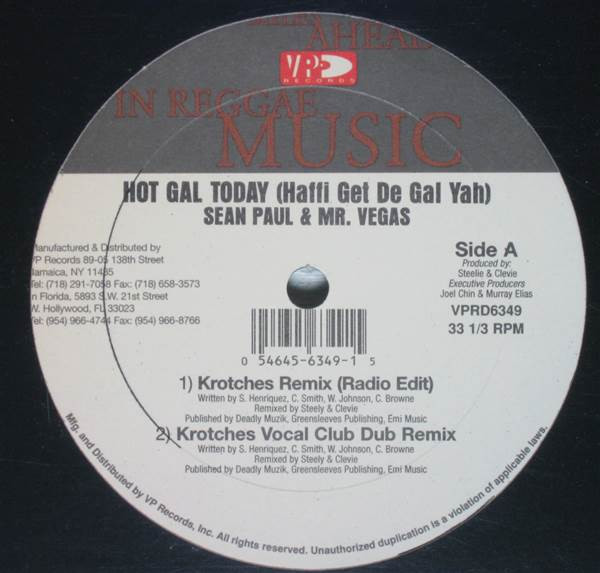 AHEAD
VP
RECORDS
IN REGGAE
MUSIC
HOT GAL TODAY (Haffi Get De Gal Yah)
SEAN PAUL & MR. VEGAS
Manufactured & Distributed by
VP Records 89-05 138th Street
Jamaica, NY 11435
Tel: (718) 291-7058 Fax: (718) 658-3573
In Florida, 5893 S.W. 21st Street
W. Hollywood, FL 33023
Tel: (954) 966-4744 Fax: (954) 966-8766
Side A
Produced by:
Steelie & Clevie
Executive Producers
Joel Chin & Murray Elias
VPRD6349
33 1/3 RPM
0 54645-6349-1 5
1) Krotches Remix (Radio Edit)
Written by S. Henriquez, C. Smith, W. Johnson, C. Browne
Remixed by Steely & Clevie
Published by Deadly Muzik, Greensleeves Publishing, Emi Music
2) Krotches Vocal Club Dub Remix
Written by S. Henriquez, C. Smith, W. Johnson, C. Browne
Remixed by Steely & Clevie
Published by Deadly Muzik, Greensleeves Publishing, Emi Music
Mfg. and Distributed by VP Records, Inc. All rights reserved. Unauthorized duplication is a violation of applicable laws.